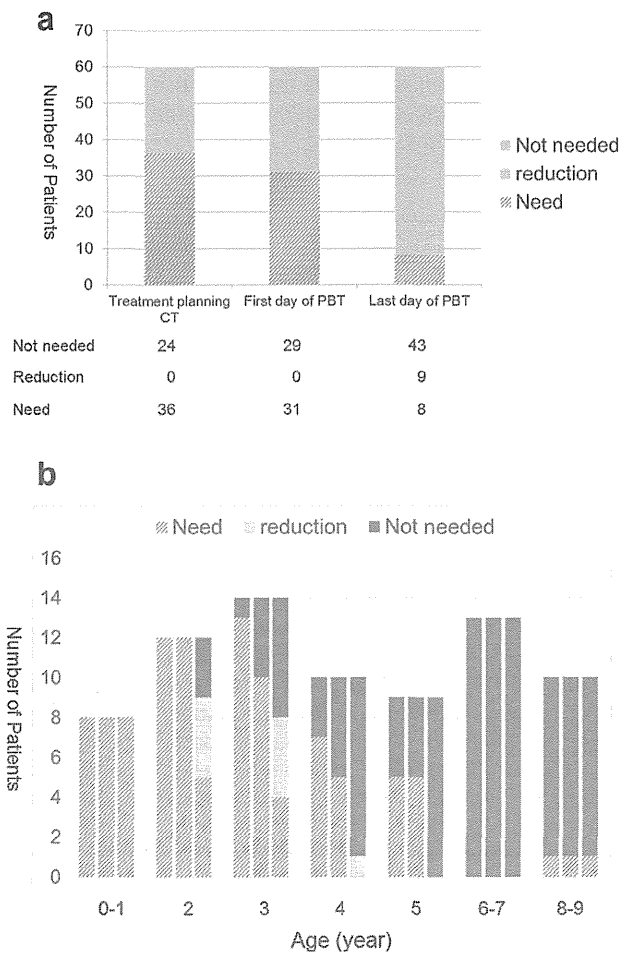 a
70
60
50
40
30
20
10
0
Number of Patients
Not needed
reduction
Need
Treatment planning CT
First day of PBT
Last day of PBT
Not needed 24 29 43
Reduction 0 0 9
Need 36 31 8
b
Need reduction Not needed
16
14
12
10
8
6
4
2
0
Number of Patients
0-1 2 3 4 5 6-7 8-9
Age (year)